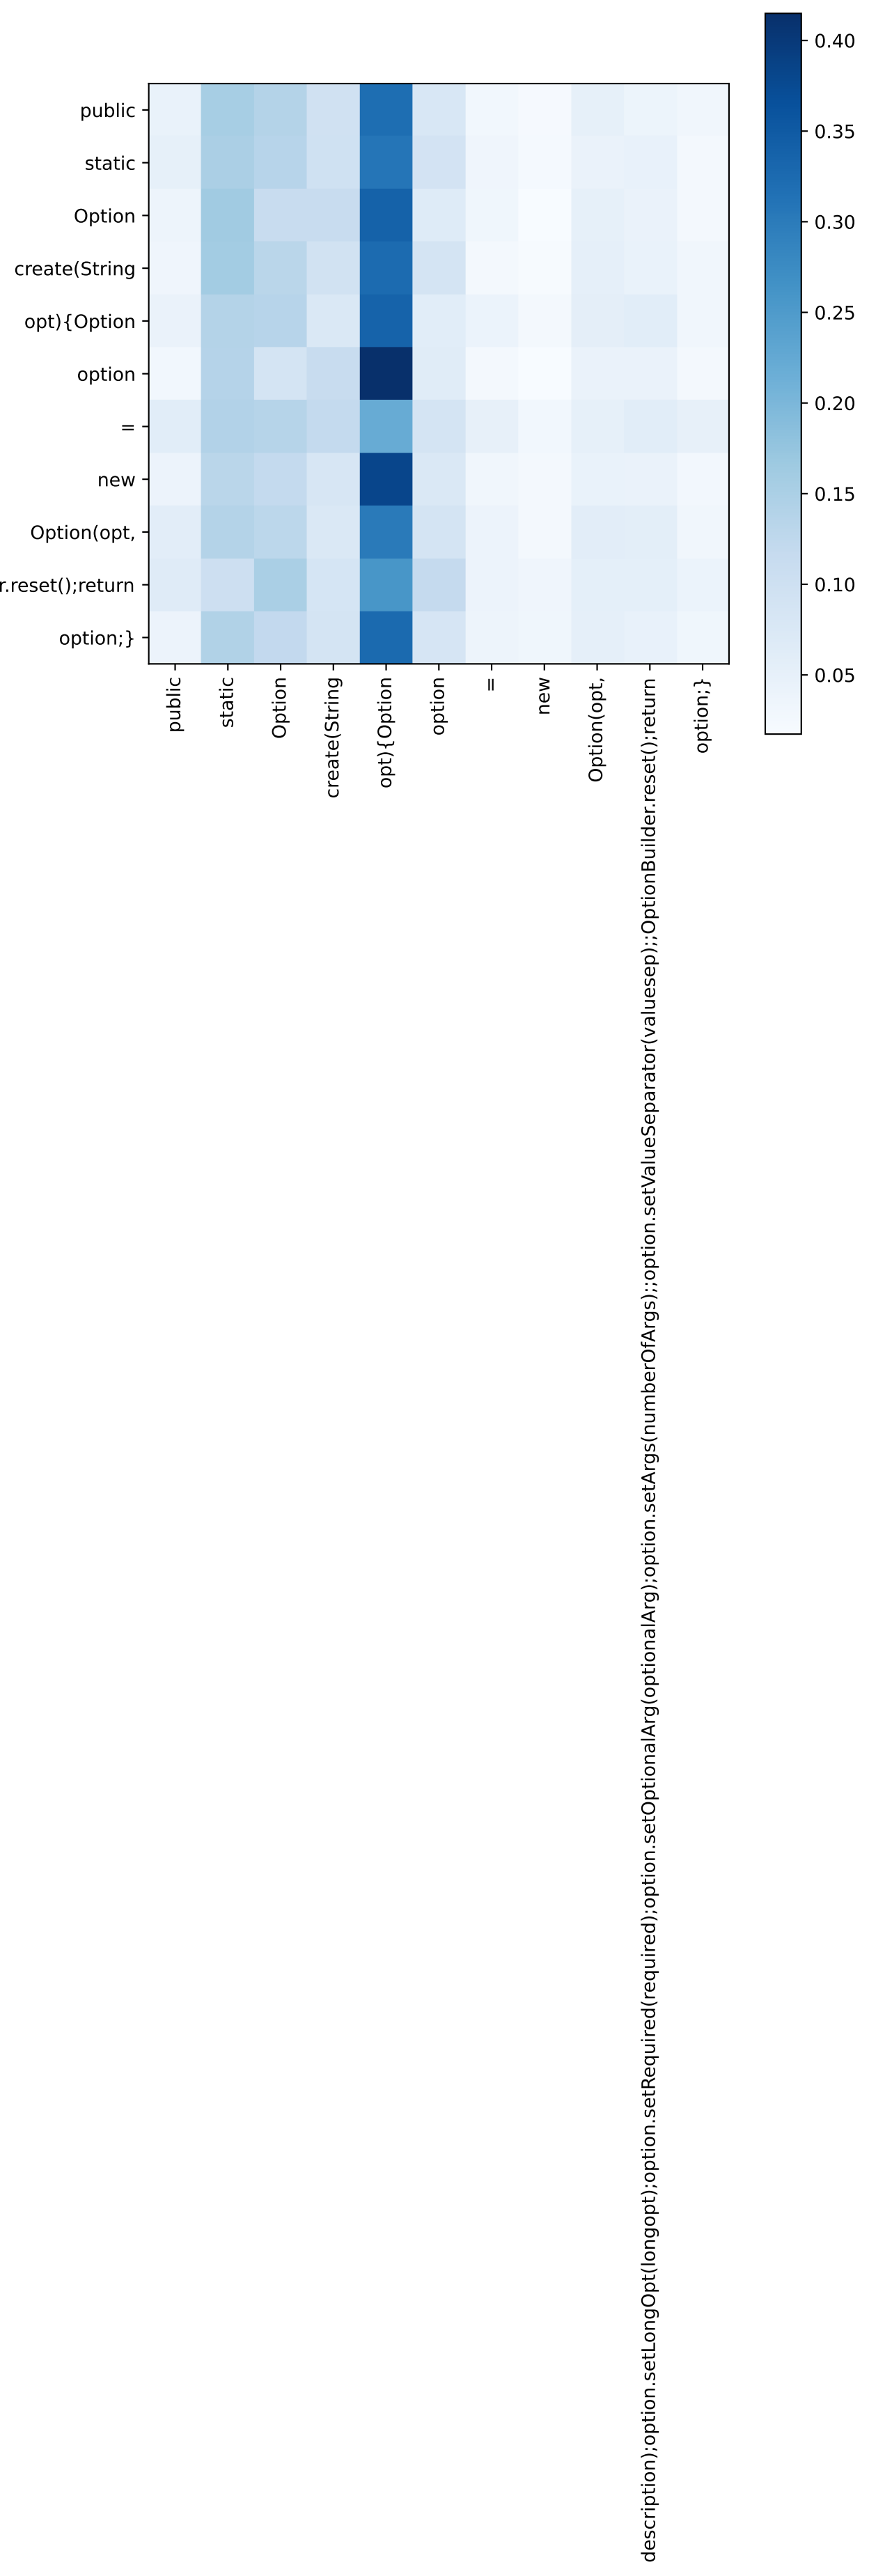 0.40
0.35
0.30
0.25
0.20
0.15
0.10
0.05
public
static
Option
create(String
opt){Option
option
=
new
Option(opt,
r.reset();return
option;}
public
static
Option
create(String
opt){Option
option
=
new
Option(opt,
description);option.setLongOpt(longopt);option.setRequired(required);option.setOptionalArg(optionalArg);option.setArgs(numberOfArgs);;option.setValueSeparator(valuesep);;OptionBuilder.reset();return
option;}